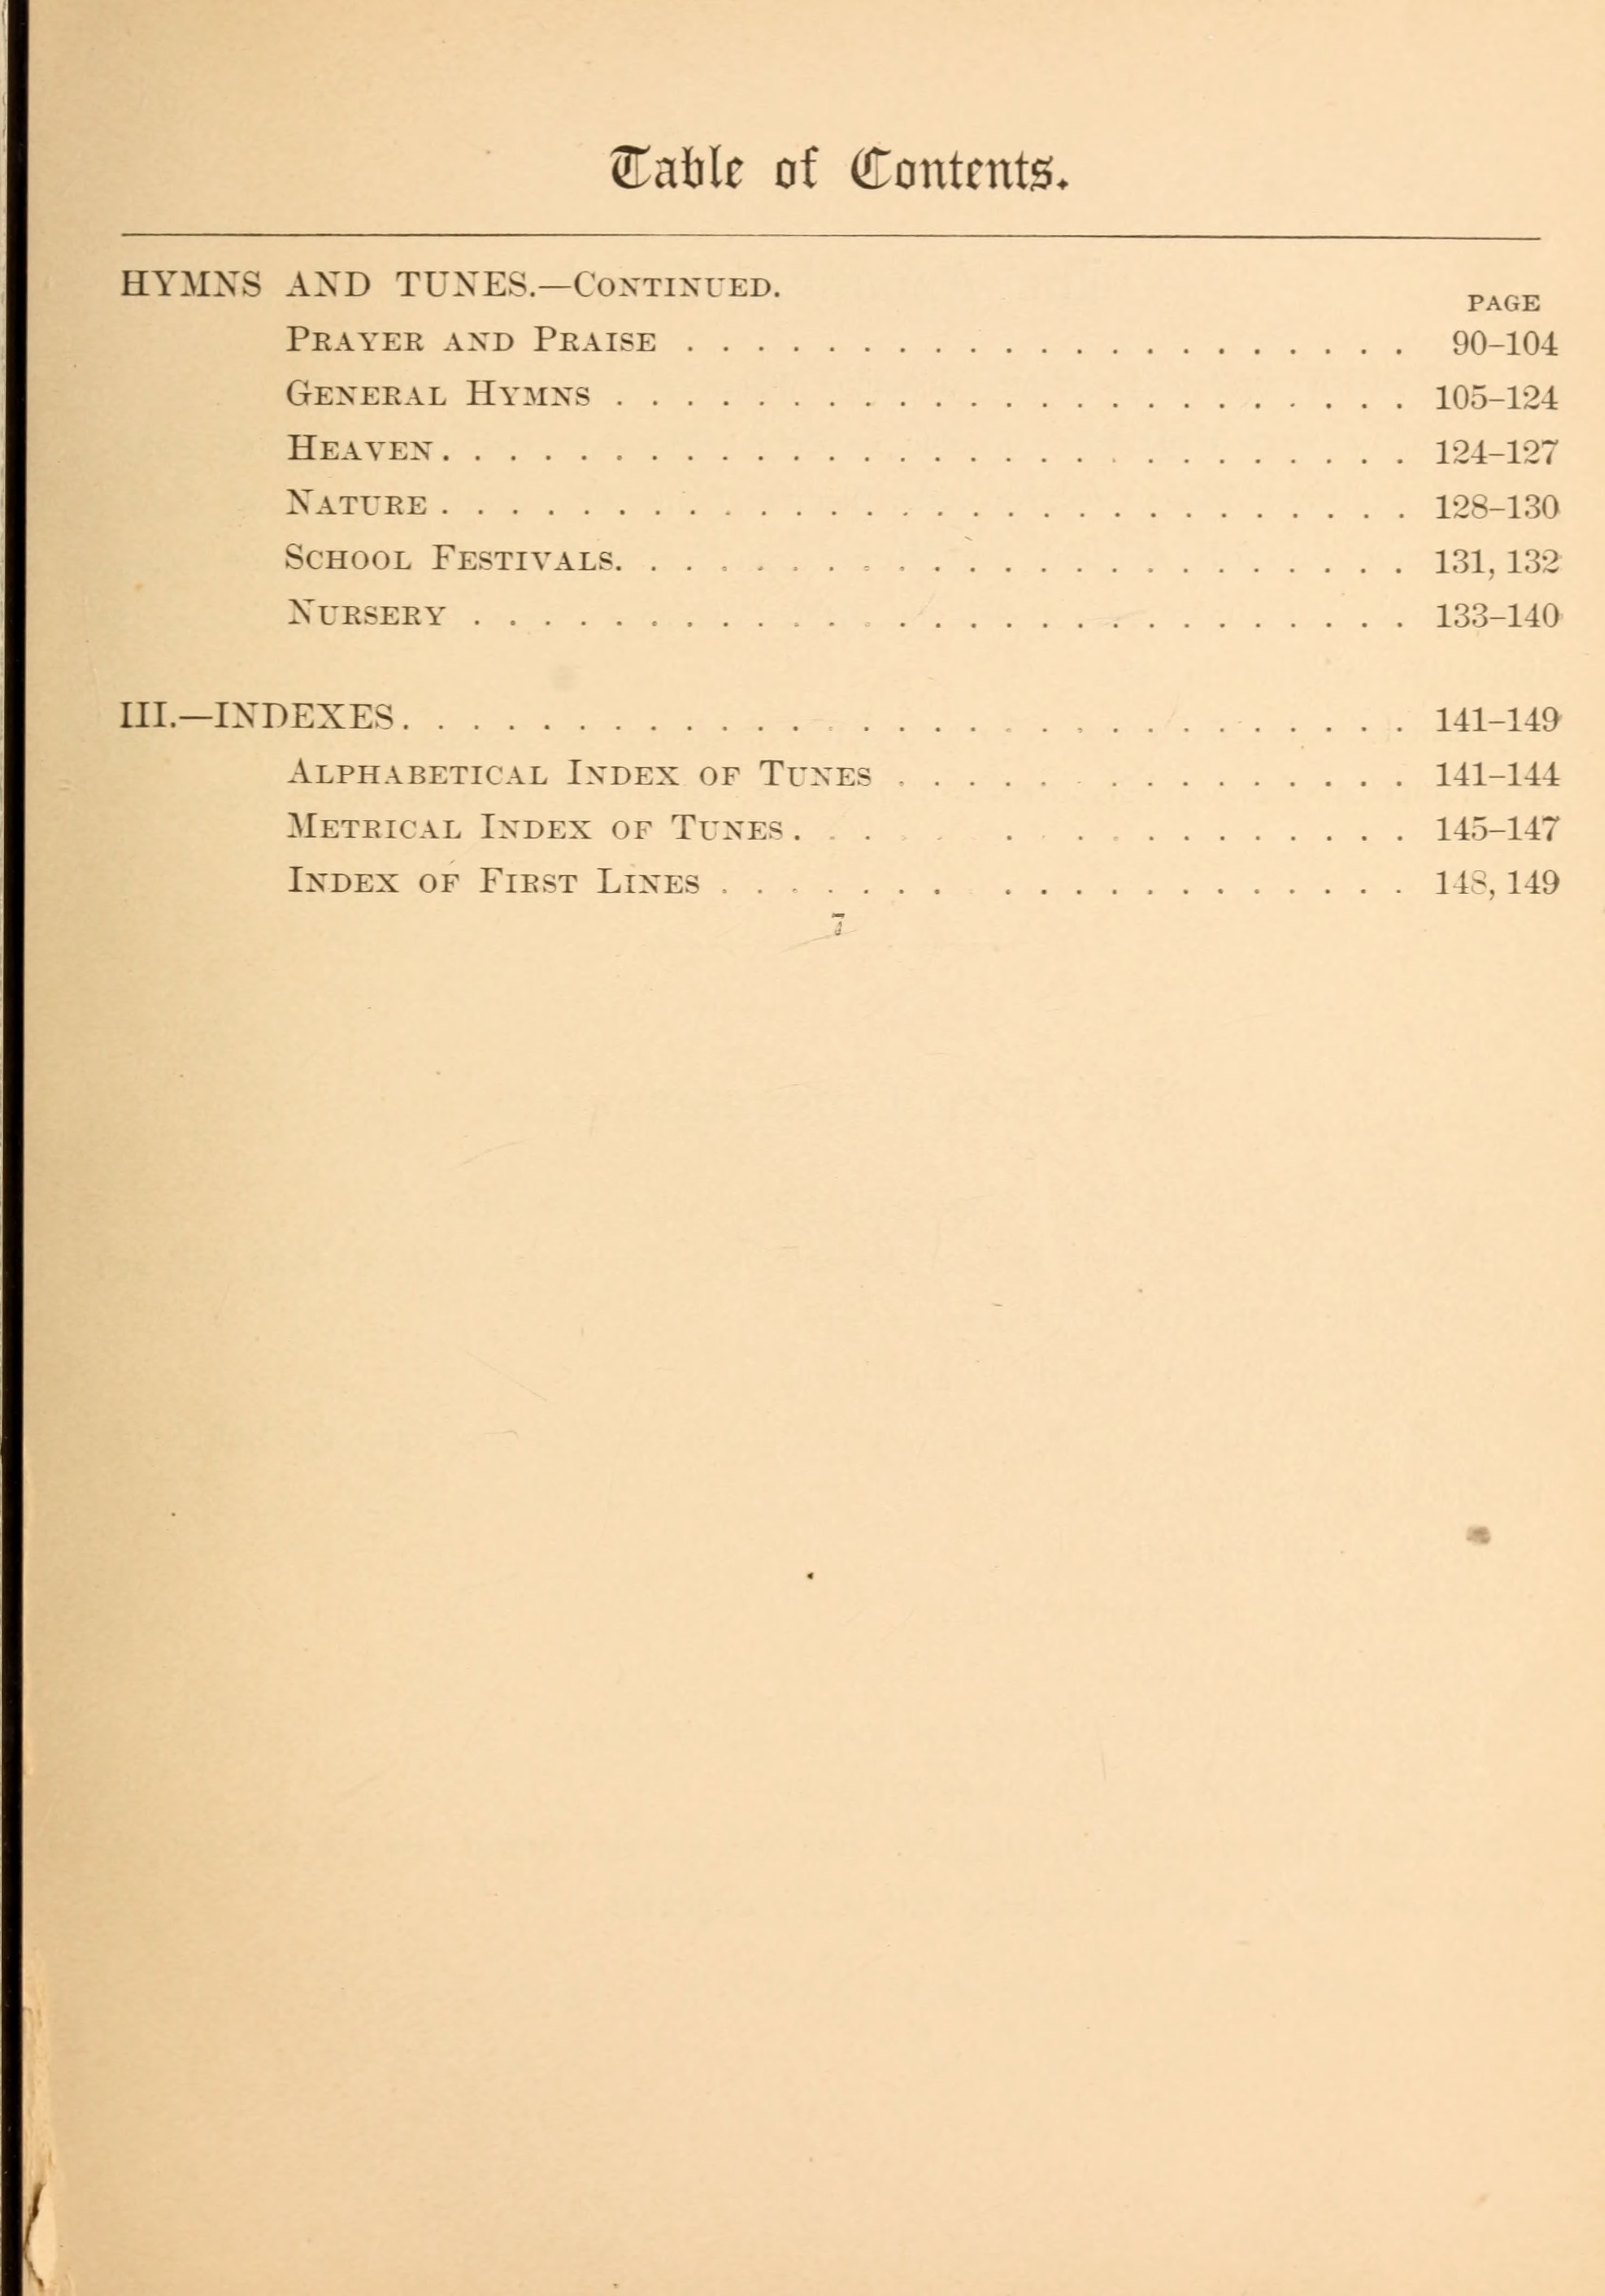 Table of Contents.
HYMNS AND TUNES.—CONTINUED.
PAGE
PRAYER AND PRAISE . . . . . . . . . . . . . . . . . . . . . 90–104
GENERAL HYMNS . . . . . . . . . . . . . . . . . . . . . . . 105–124
HEAVEN . . . . . . . . . . . . . . . . . . . . . . . . . . . . 124–127
NATURE . . . . . . . . . . . . . . . . . . . . . . . . . . . . 128–130
SCHOOL FESTIVALS . . . . . . . . . . . . . . . . . . . . . . . 131, 132
NURSERY . . . . . . . . . . . . . . . . . . . . . . . . . . . 133–140
III.—INDEXES . . . . . . . . . . . . . . . . . . . . . . . . . . . . . 141–149
ALPHABETICAL INDEX OF TUNES . . . . . . . . . . . . . . . 141–144
METRICAL INDEX OF TUNES . . . . . . . . . . . . . . . . . 145–147
INDEX OF FIRST LINES . . . . . . . . . . . . . . . . . . . 148, 149
7